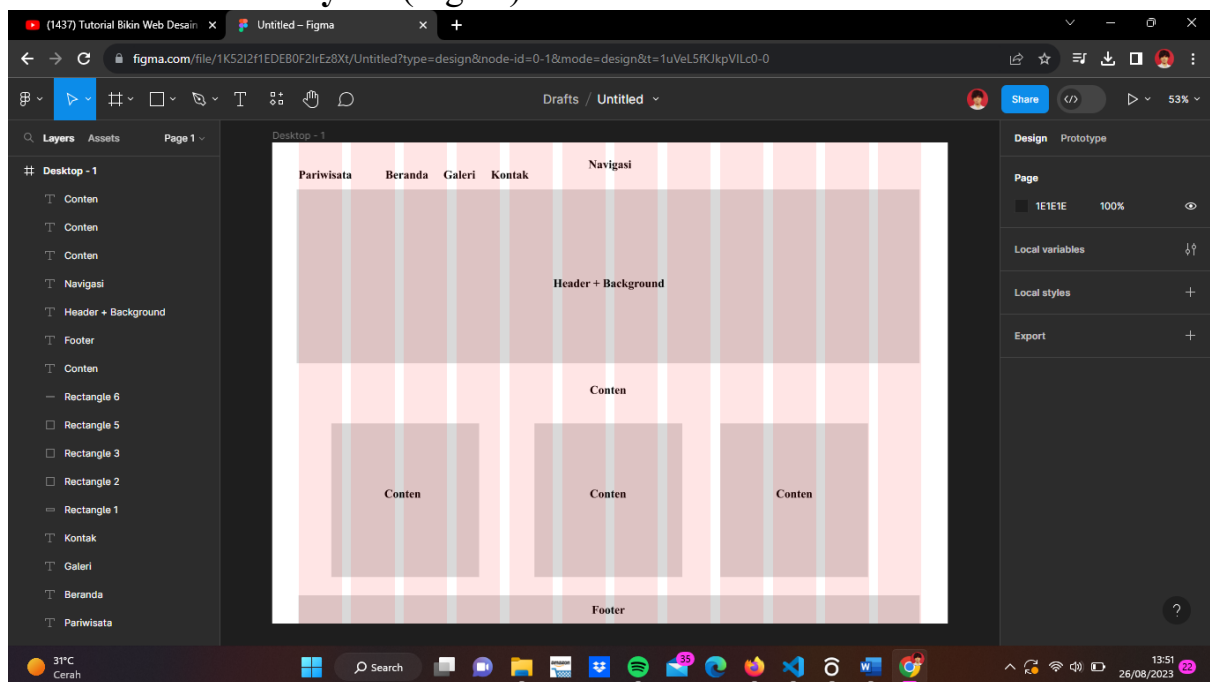 (1437) Tutorial Bikin Web Desain
Untitled – Figma
figma.com/file/1K52I2f1EDEB0F2lrEz8Xt/Untitled?type=design&node-id=0-1&mode=design&t=1uVeL5fKJkpVILc0-0
Drafts / Untitled
Share
53%
Layers Assets Page 1
Design Prototype
Desktop - 1
Conten
Conten
Conten
Navigasi
Header + Background
Footer
Conten
Rectangle 6
Rectangle 5
Rectangle 3
Rectangle 2
Rectangle 1
Kontak
Galeri
Beranda
Pariwisata
Desktop - 1
Navigasi
Pariwisata Beranda Galeri Kontak
Header + Background
Conten
Conten Conten Conten
Footer
Page
1E1E1E 100%
Local variables
Local styles
Export
?
31°C
Cerah
Search
amazon
35
13:51
26/08/2023
22